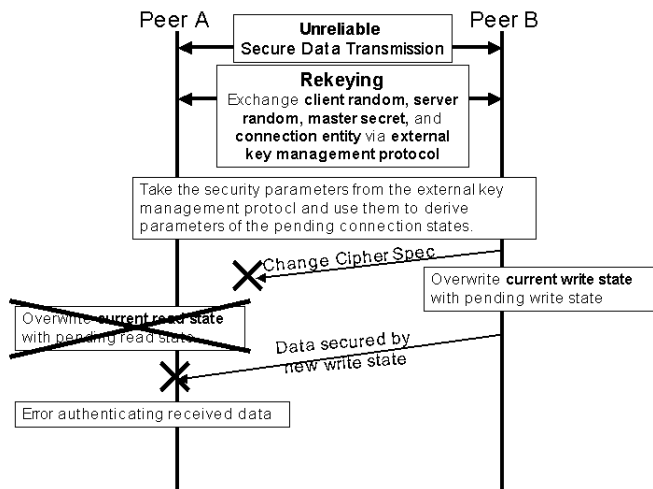 Peer A
Peer B
Unreliable
Secure Data Transmission
Rekeying
Exchange client random, server
random, master secret, and
connection entity via external
key management protocol
Take the security parameters from the external key
management protocl and use them to derive
parameters of the pending connection states.
Change Cipher Spec
Overwrite current write state
with pending write state
Overwrite current read state
with pending read state
Data secured by
new write state
Error authenticating received data